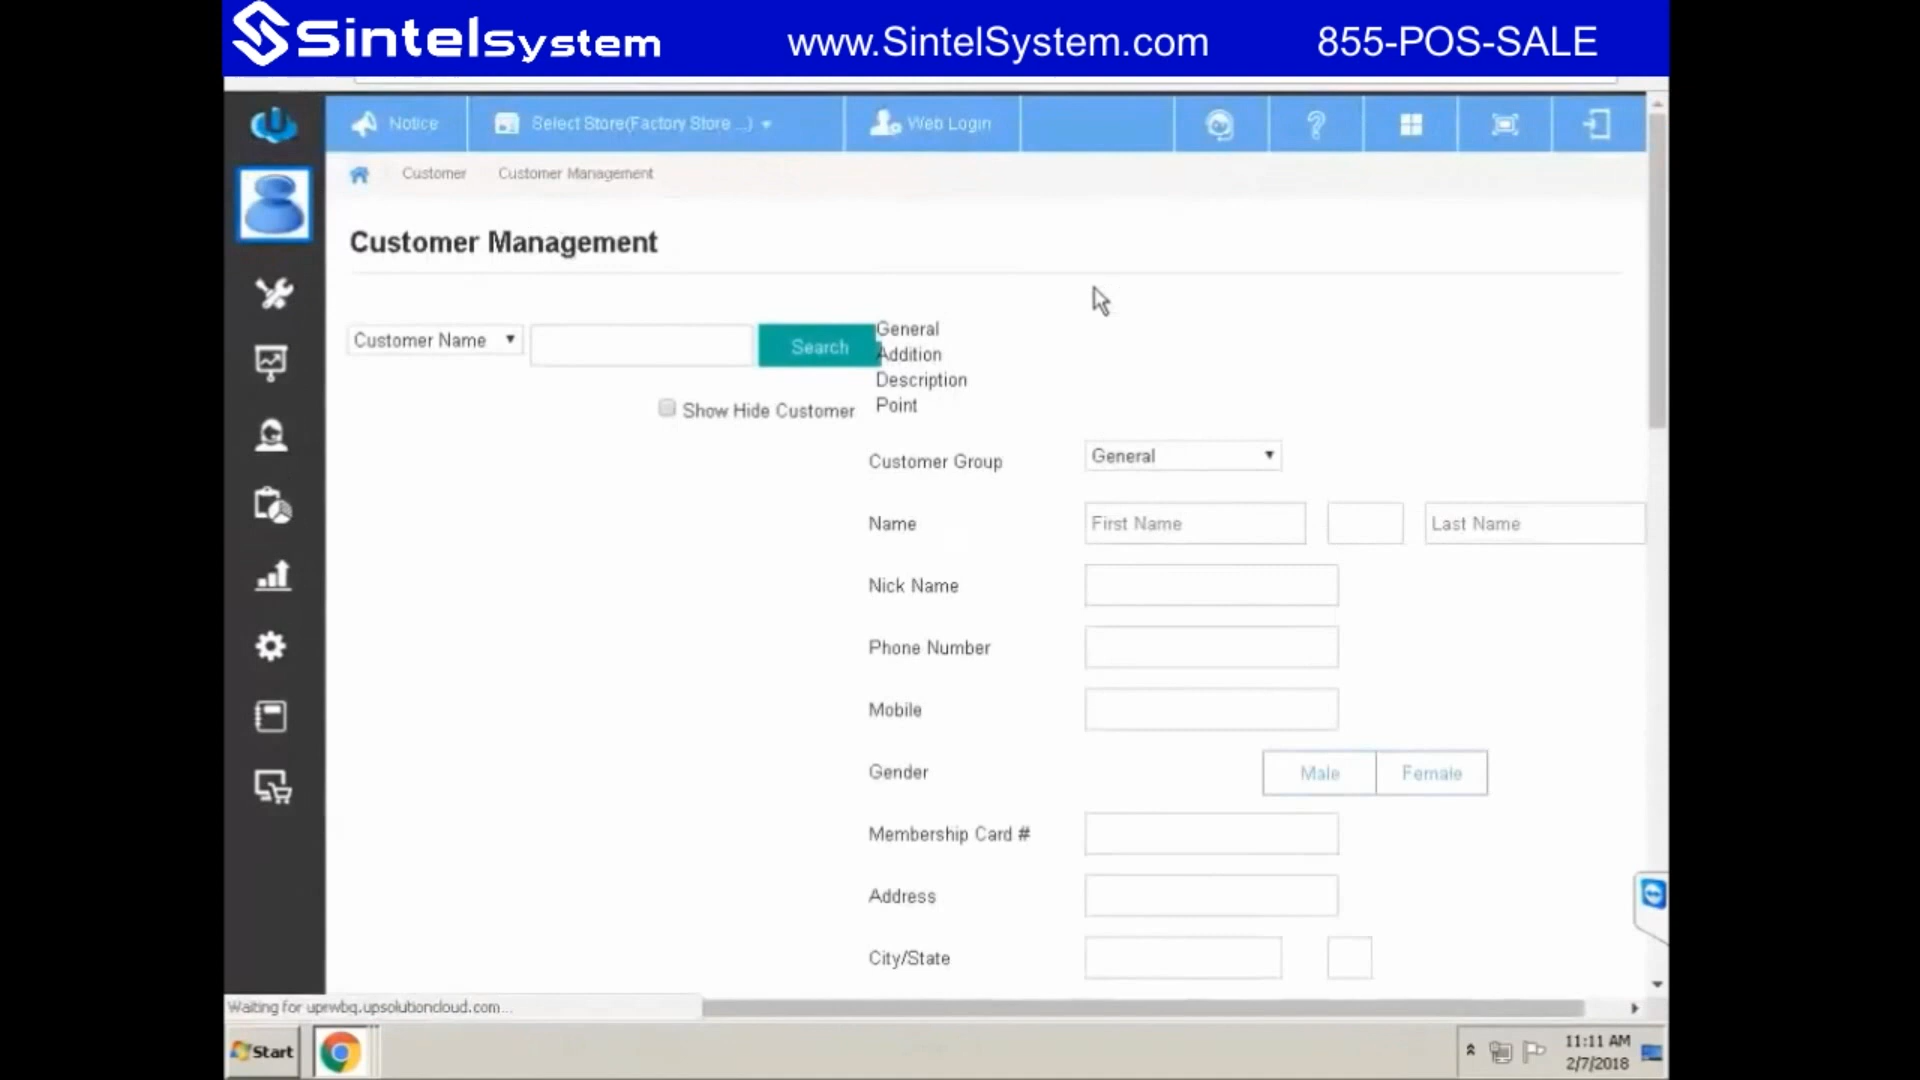 Sintelsystem www.SintelSystem.com 855-POS-SALE
Notice Select Store(Factory Store ...) Web Login
Customer Customer Management
Customer Management
Customer Name Search
General
Addition
Description
Point
Show Hide Customer
Customer Group General
Name First Name Last Name
Nick Name
Phone Number
Mobile
Gender Male Female
Membership Card #
Address
City/State
Waiting for uprwbq.upsolutioncloud.com...
Start 11:11 AM
2/7/2018